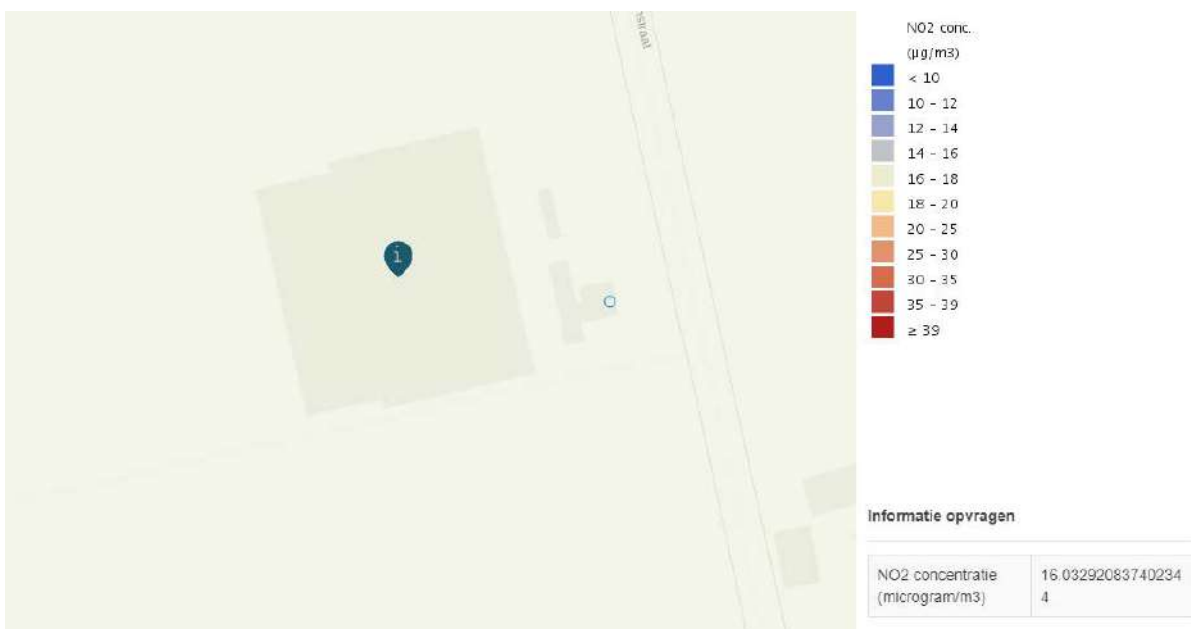 straat
NO2 conc.
(µg/m3)
< 10
10 - 12
12 - 14
14 - 16
16 - 18
18 - 20
20 - 25
25 - 30
30 - 35
35 - 39
≥ 39
i
Informatie opvragen
NO2 concentratie
(microgram/m3)
16.03292083740234
4